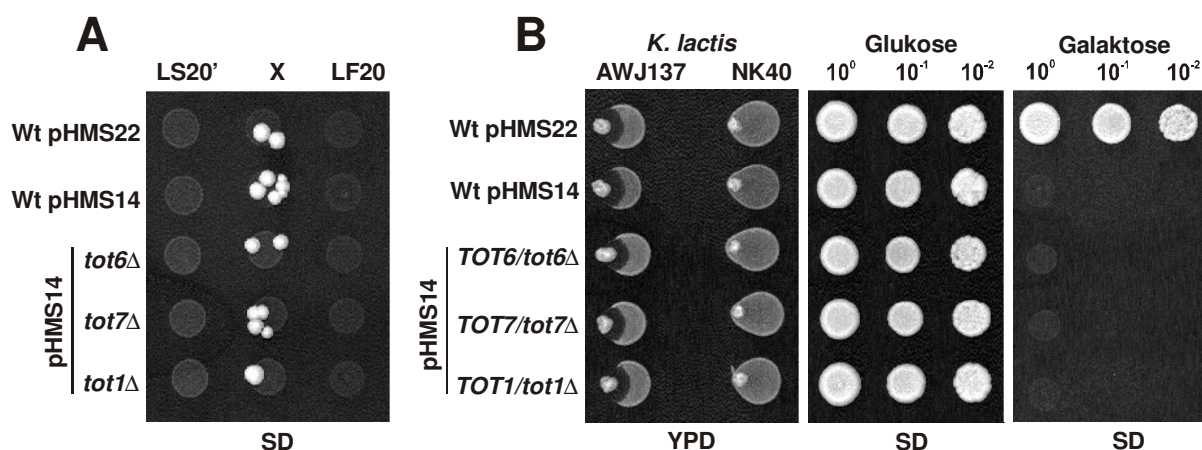 A
LS20' X LF20
Wt pHMS22
Wt pHMS14
pHMS14
tot6Δ
tot7Δ
tot1Δ
SD
B
K. lactis
AWJ137 NK40
Glukose
10⁰ 10⁻¹ 10⁻²
Galaktose
10⁰ 10⁻¹ 10⁻²
Wt pHMS22
Wt pHMS14
pHMS14
TOT6/tot6Δ
TOT7/tot7Δ
TOT1/tot1Δ
YPD
SD
SD